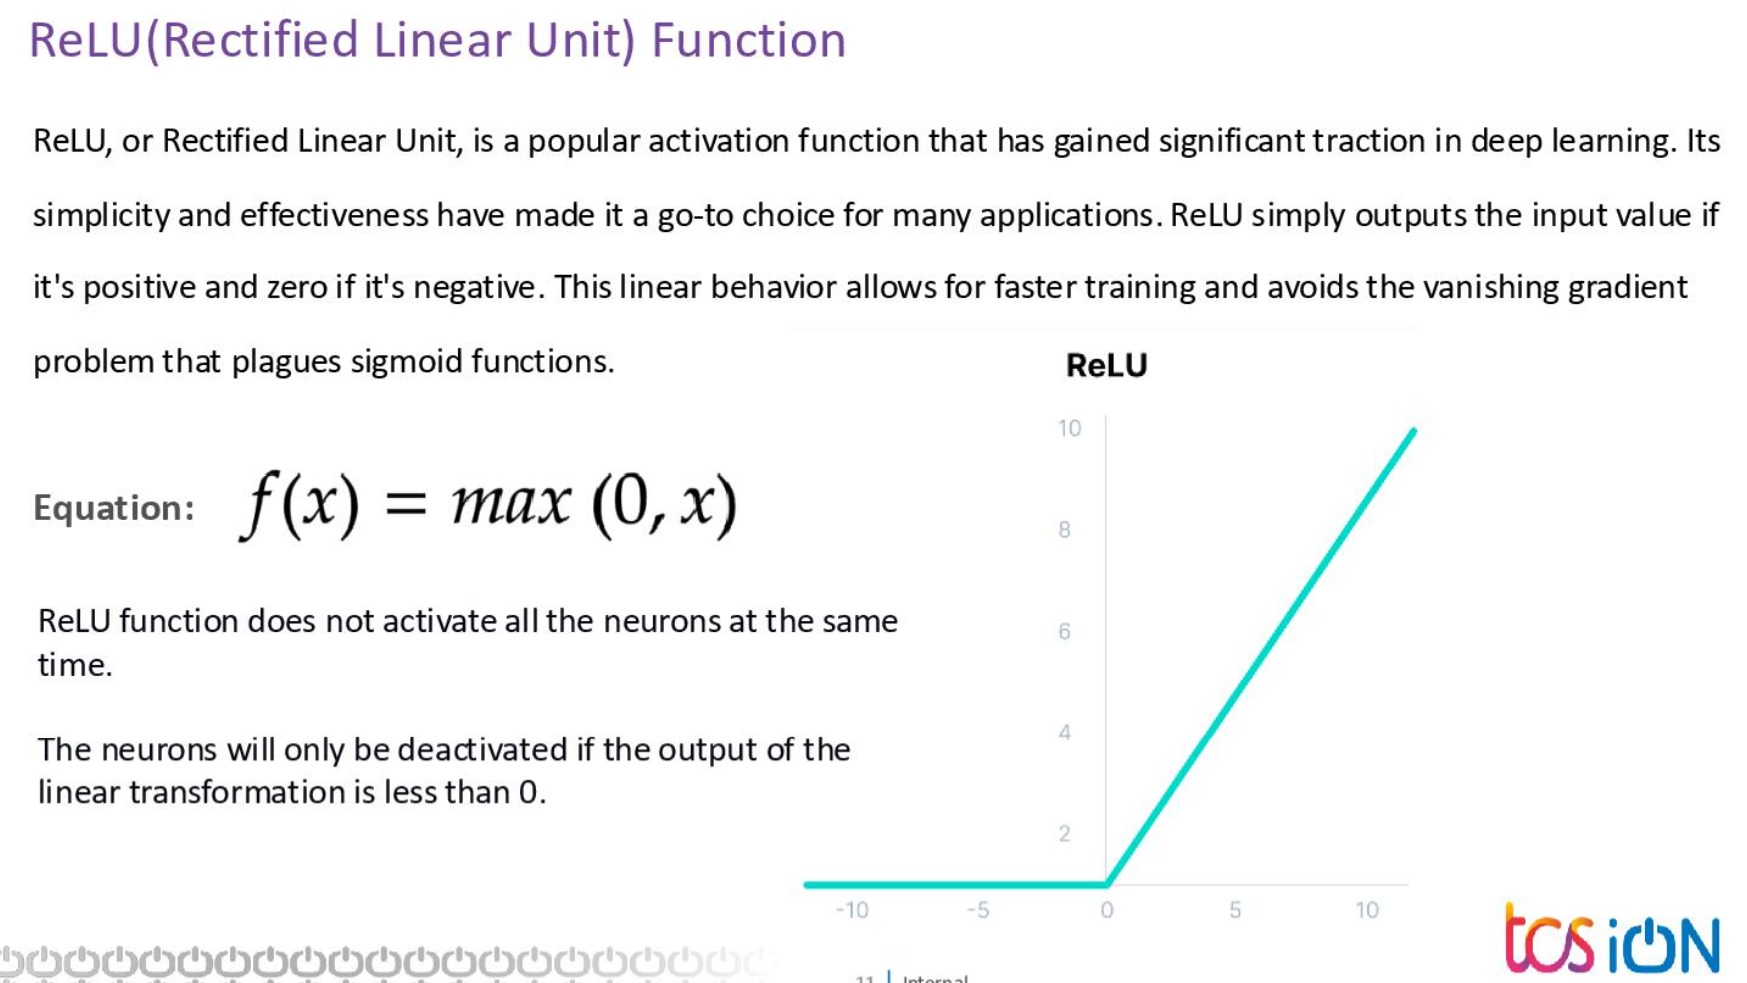 ReLU(Rectified Linear Unit) Function
ReLU, or Rectified Linear Unit, is a popular activation function that has gained significant traction in deep learning. Its
simplicity and effectiveness have made it a go-to choice for many applications. ReLU simply outputs the input value if
it's positive and zero if it's negative. This linear behavior allows for faster training and avoids the vanishing gradient
problem that plagues sigmoid functions.
Equation: f(x) = max (0, x)
ReLU function does not activate all the neurons at the same
time.
The neurons will only be deactivated if the output of the
linear transformation is less than 0.
ReLU
10
8
6
4
2
-10 -5 0 5 10
tcs iON
11 | Internal